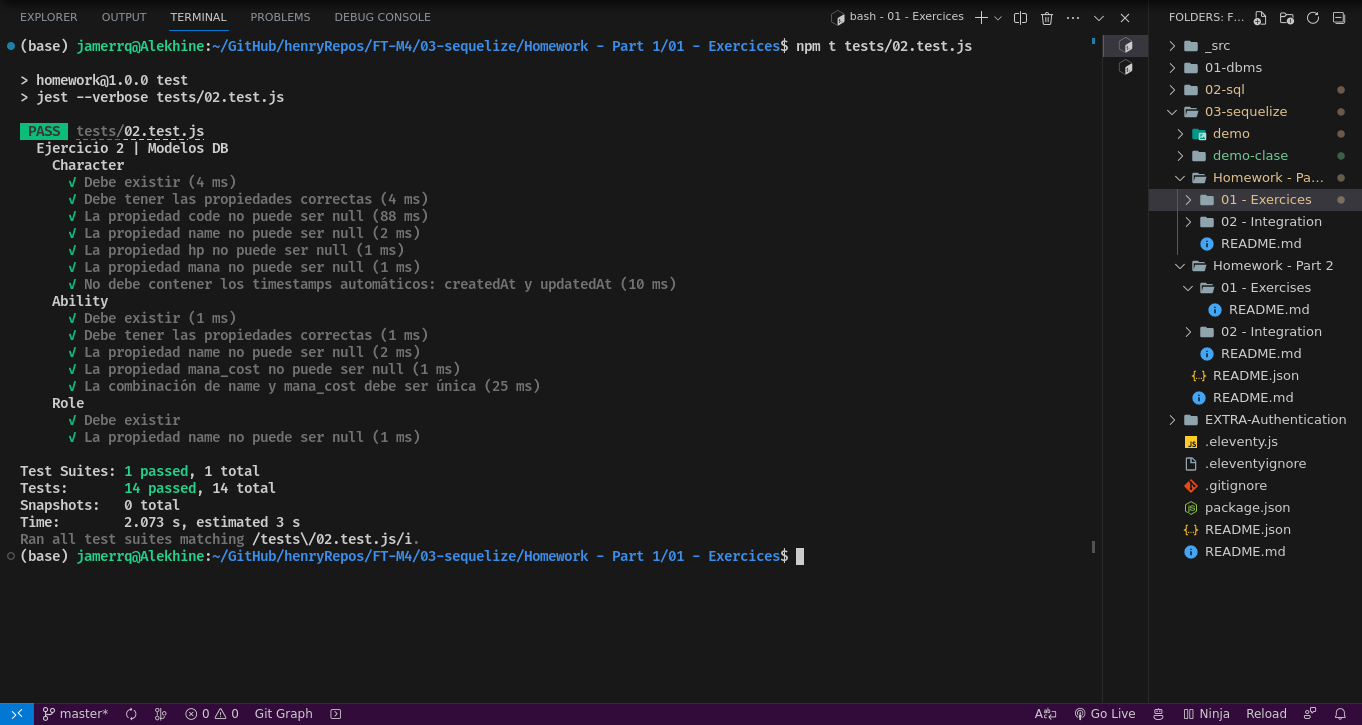 EXPLORER OUTPUT TERMINAL PROBLEMS DEBUG CONSOLE
bash - 01 - Exercices
(base) jamerrq@Alekhine:~/GitHub/henryRepos/FT-M4/03-sequelize/Homework - Part 1/01 - Exercices$ npm t tests/02.test.js
> homework@1.0.0 test
> jest --verbose tests/02.test.js
PASS tests/02.test.js
Ejercicio 2 | Modelos DB
Character
√ Debe existir (4 ms)
√ Debe tener las propiedades correctas (4 ms)
√ La propiedad code no puede ser null (88 ms)
√ La propiedad name no puede ser null (2 ms)
√ La propiedad hp no puede ser null (1 ms)
√ La propiedad mana no puede ser null (1 ms)
√ No debe contener los timestamps automáticos: createdAt y updatedAt (10 ms)
Ability
√ Debe existir (1 ms)
√ Debe tener las propiedades correctas (1 ms)
√ La propiedad name no puede ser null (2 ms)
√ La propiedad mana_cost no puede ser null (1 ms)
√ La combinación de name y mana_cost debe ser única (25 ms)
Role
√ Debe existir
√ La propiedad name no puede ser null (1 ms)
Test Suites: 1 passed, 1 total
Tests: 14 passed, 14 total
Snapshots: 0 total
Time: 2.073 s, estimated 3 s
Ran all test suites matching /tests\/02.test.js/i.
(base) jamerrq@Alekhine:~/GitHub/henryRepos/FT-M4/03-sequelize/Homework - Part 1/01 - Exercices$
FOLDERS: F...
_src
01-dbms
02-sql
03-sequelize
demo
demo-clase
Homework - Pa...
01 - Exercices
02 - Integration
README.md
Homework - Part 2
01 - Exercises
README.md
02 - Integration
README.md
README.json
README.md
EXTRA-Authentication
.eleventy.js
.eleventyignore
.gitignore
package.json
README.json
README.md
master* 0 0 Git Graph Go Live Ninja Reload